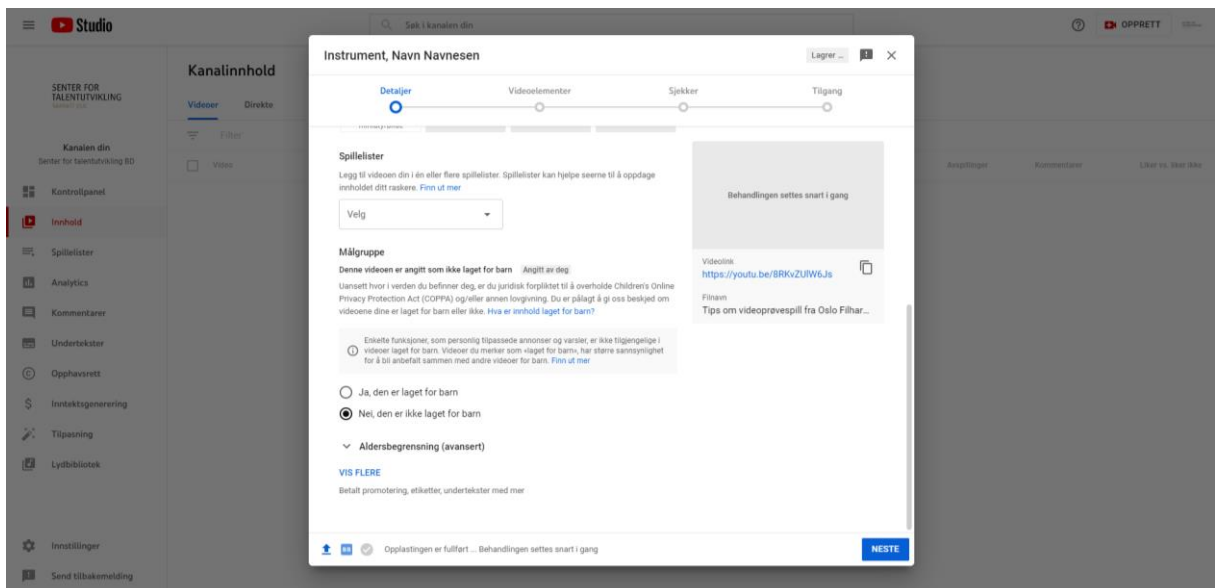 Studio
Søk i kanalen din
OPPRETT
SENTER FOR
TALENTUTVIKLING
Kanalen din
Senter for talentutvikling BD
Kontrollpanel
Innhold
Spillelister
Analytics
Kommentarer
Undertekster
Opphavsrett
Inntektsgenerering
Tilpasning
Lydbibliotek
Innstillinger
Send tilbakemelding
Kanalinnhold
Videoer Direkte
Filter
Video
Avspillinger Kommentarer Liker vs. liker ikke
Instrument, Navn Navnesen
Lagrer ...
Detaljer Videoelementer Sjekker Tilgang
Spillelister
Legg til videoen din i én eller flere spillelister. Spillelister kan hjelpe seerne til å oppdage
innholdet ditt raskere. Finn ut mer
Velg
Målgruppe
Denne videoen er angitt som ikke laget for barn Angitt av deg
Uansett hvor i verden du befinner deg, er du juridisk forpliktet til å overholde Children's Online
Privacy Protection Act (COPPA) og/eller annen lovgivning. Du er pålagt å gi oss beskjed om
videoene dine er laget for barn eller ikke. Hva er innhold laget for barn?
Enkelte funksjoner, som personlig tilpassede annonser og varsler, er ikke tilgjengelige i
videoer laget for barn. Videoer du merker som «laget for barn», har større sannsynlighet
for å bli anbefalt sammen med andre videoer for barn. Finn ut mer
Ja, den er laget for barn
Nei, den er ikke laget for barn
Aldersbegrensning (avansert)
VIS FLERE
Betalt promotering, etiketter, undertekster med mer
Behandlingen settes snart i gang
Videolink
https://youtu.be/8RKvZUlW6Js
Filnavn
Tips om videoprøvespill fra Oslo Filhar...
Opplastingen er fullført ... Behandlingen settes snart i gang
NESTE